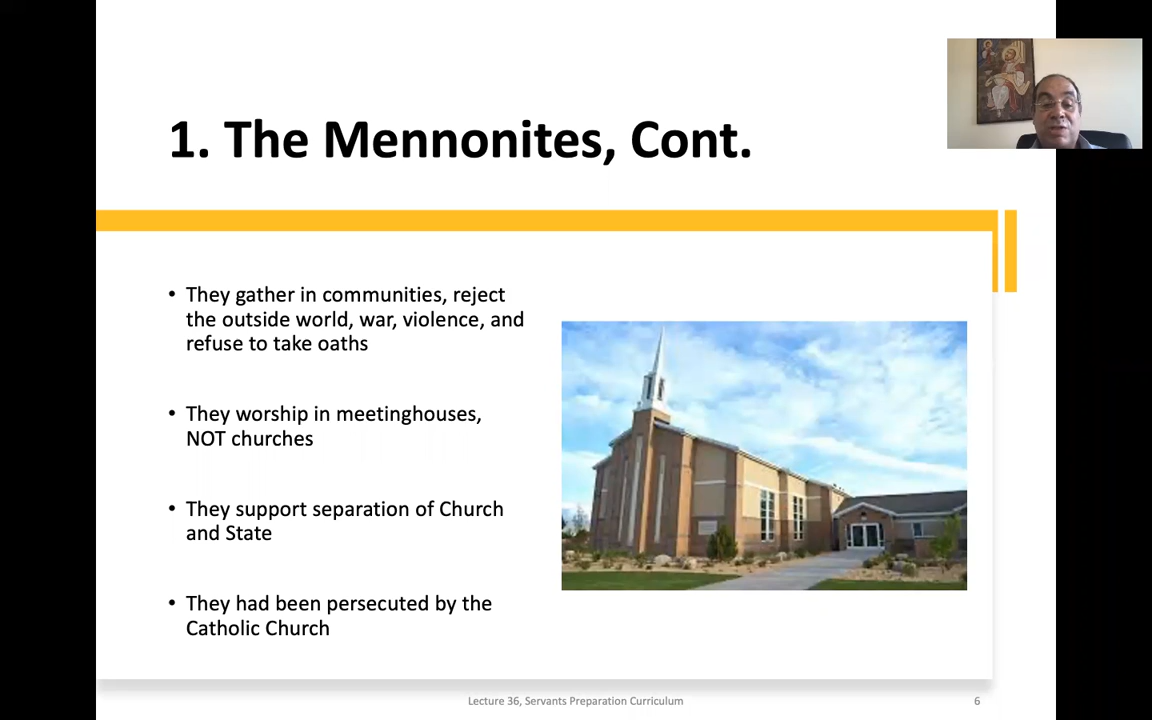 1. The Mennonites, Cont.
• They gather in communities, reject
the outside world, war, violence, and
refuse to take oaths
• They worship in meetinghouses,
NOT churches
• They support separation of Church
and State
• They had been persecuted by the
Catholic Church
Lecture 36, Servants Preparation Curriculum
6